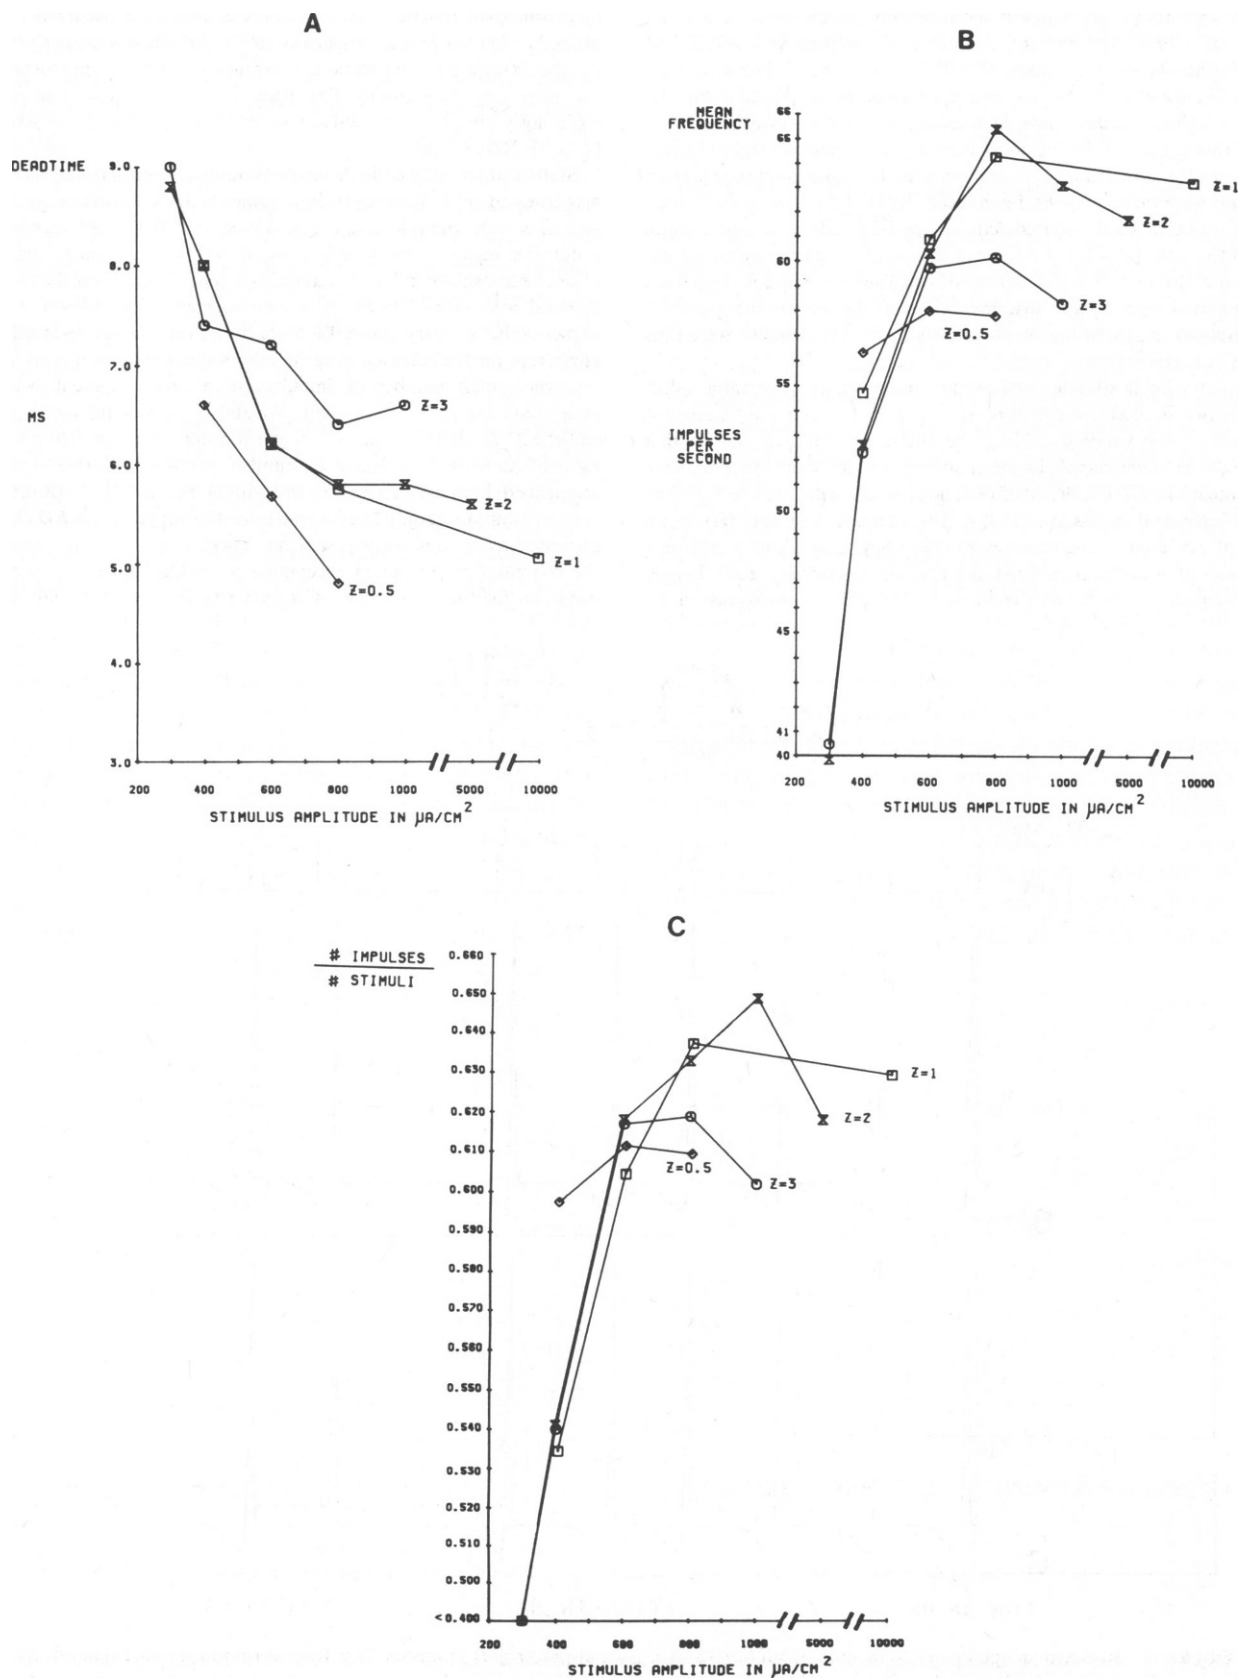 A
DEADTIME
9.0
8.0
7.0
MS
6.0
5.0
4.0
3.0
Z=3
Z=2
Z=1
Z=0.5
200 400 600 800 1000 5000 10000
STIMULUS AMPLITUDE IN µA/CM²
B
MEAN
FREQUENCY
66
65
60
55
IMPULSES
PER
SECOND
50
45
41
40
Z=1
Z=2
Z=3
Z=0.5
200 400 600 800 1000 5000 10000
STIMULUS AMPLITUDE IN µA/CM²
C
# IMPULSES
# STIMULI
0.660
0.650
0.640
0.630
0.620
0.610
0.600
0.590
0.580
0.570
0.560
0.550
0.540
0.530
0.520
0.510
0.500
<0.400
Z=1
Z=2
Z=0.5
Z=3
200 400 600 800 1000 5000 10000
STIMULUS AMPLITUDE IN µA/CM²